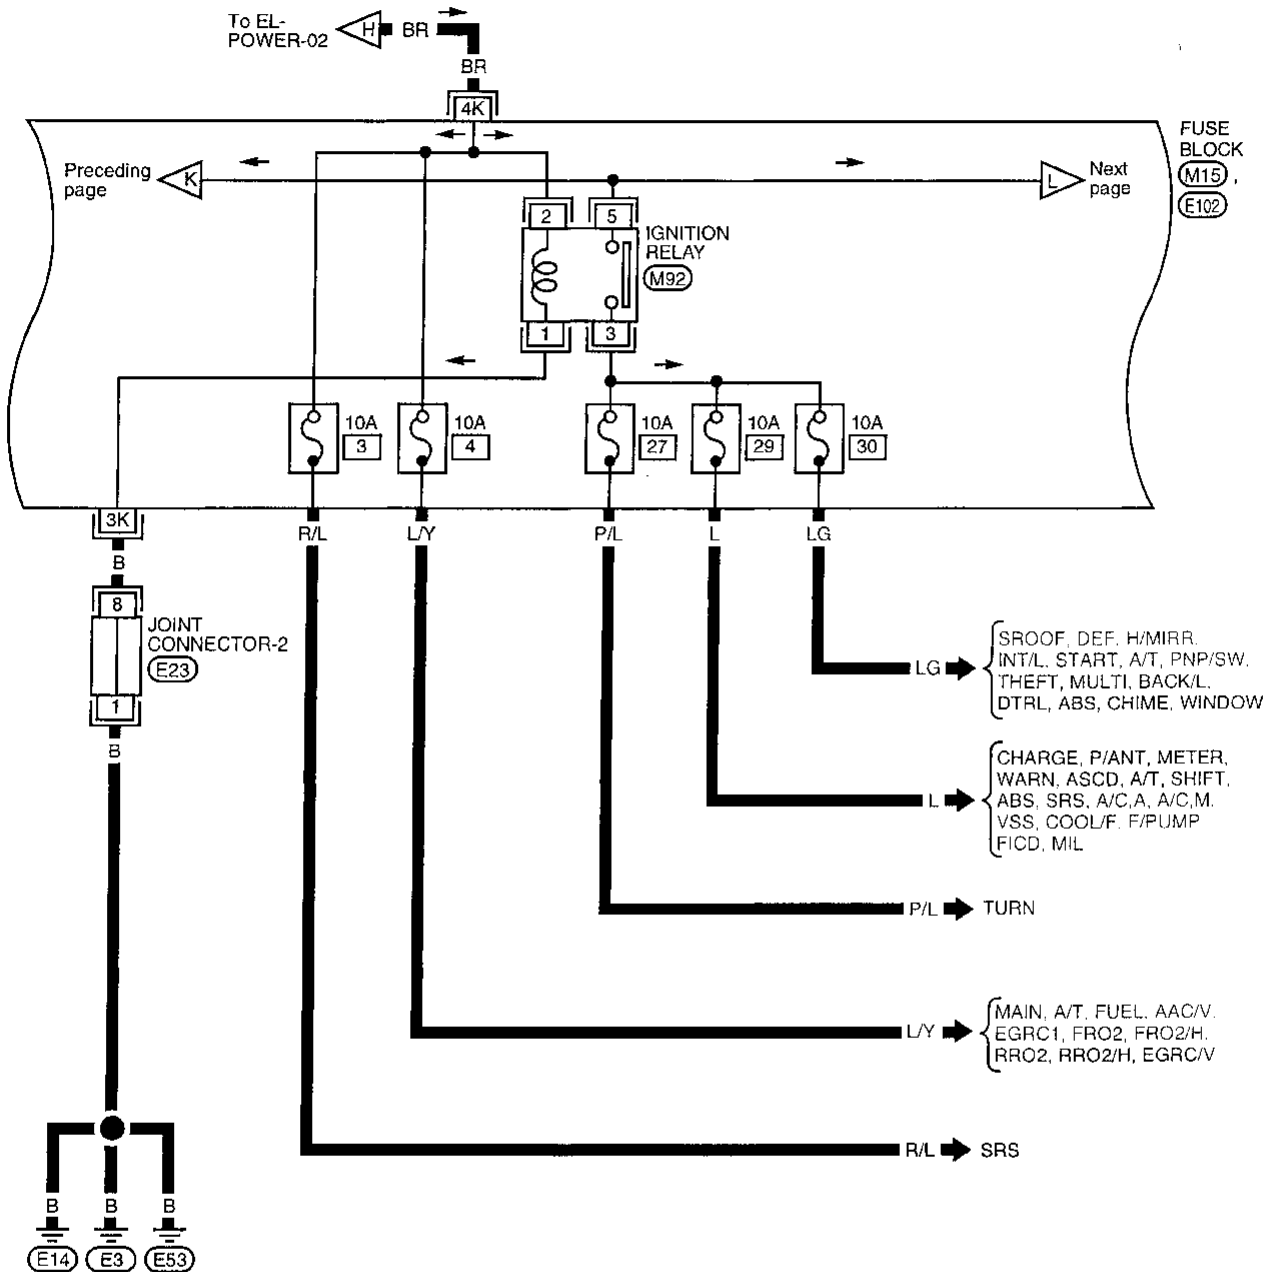 To EL-
POWER-02
H
BR
BR
4K
FUSE
BLOCK
M15 ,
E102
Preceding
page
K
L
Next
page
2
5
IGNITION
RELAY
M92
1
3
10A
3
10A
4
10A
27
10A
29
10A
30
3K
R/L
L/Y
P/L
L
LG
B
8
JOINT
CONNECTOR-2
E23
1
B
LG
SROOF, DEF, H/MIRR.
INT/L. START, A/T, PNP/SW.
THEFT, MULTI, BACK/L.
DTRL, ABS, CHIME, WINDOW
L
CHARGE, P/ANT, METER,
WARN, ASCD, A/T, SHIFT,
ABS, SRS, A/C,A, A/C,M.
VSS, COOL/F. F/PUMP
FICD, MIL
P/L
TURN
L/Y
MAIN, A/T, FUEL. AAC/V.
EGRC1, FRO2, FRO2/H.
RRO2, RRO2/H, EGRC/V
R/L
SRS
B
B
B
E14
E3
E53